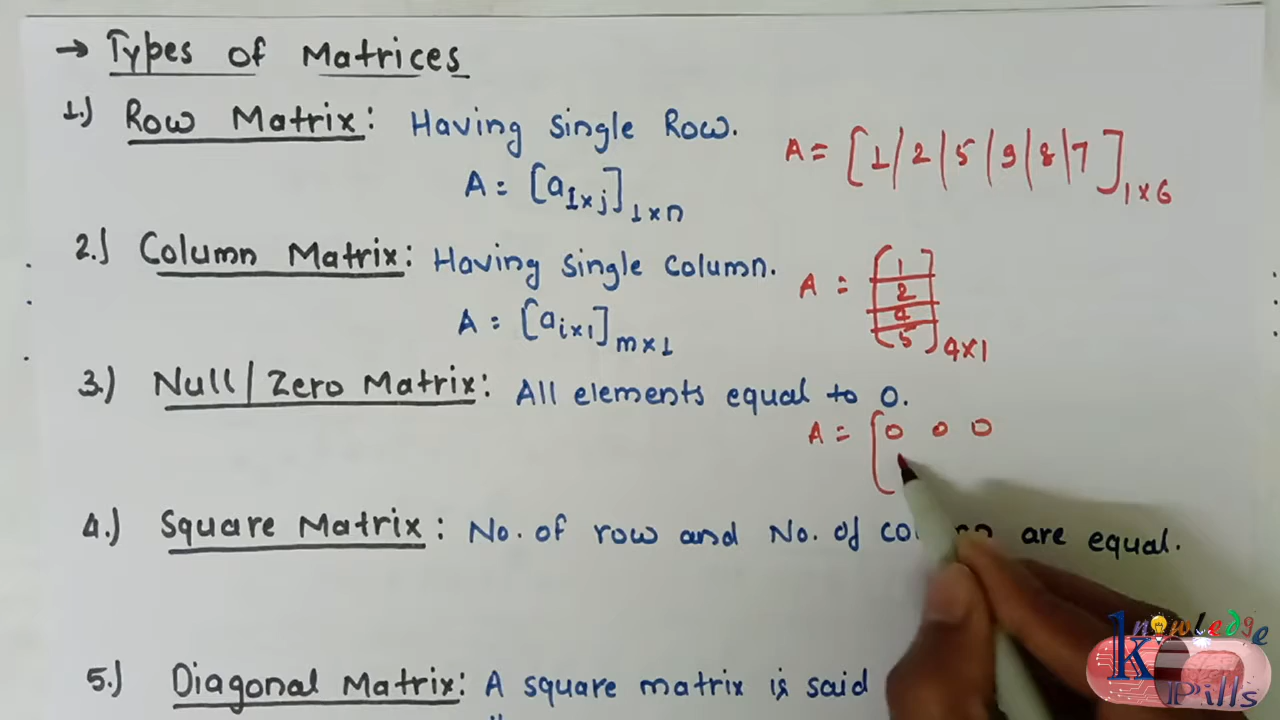 → Types of Matrices
1.) Row Matrix: Having single Row.
A = [a1×j]1×n
A = [1/2/5/9/8/7]1×6
2.) Column Matrix: Having single column.
A = [ai×1]m×1
A = [1
2
4
5]4×1
3.) Null/Zero Matrix: All elements equal to 0.
A = [0 0 0
4.) Square Matrix: No. of row and No. of are equal.
5.) Diagonal Matrix: A square matrix is said
Knowledge
Pills